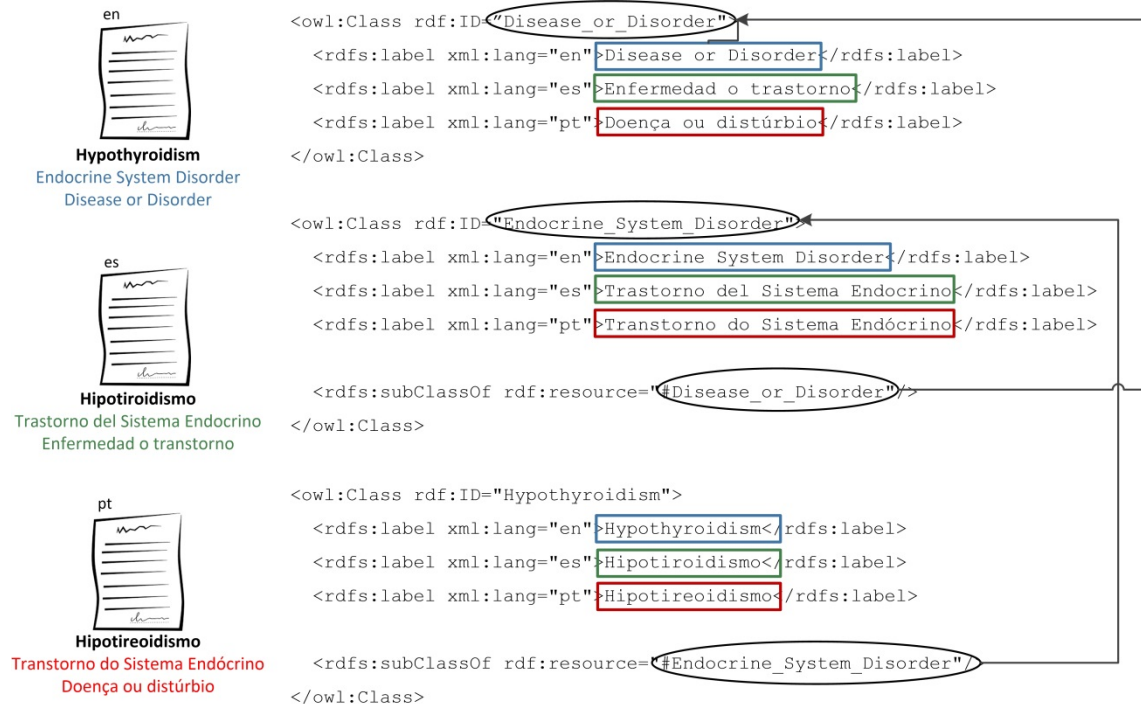 en
Hypothyroidism
Endocrine System Disorder
Disease or Disorder
es
Hipotiroidismo
Trastorno del Sistema Endocrino
Enfermedad o transtorno
pt
Hipotireoidismo
Transtorno do Sistema Endócrino
Doença ou distúrbio
<owl:Class rdf:ID="Disease_or_Disorder">
<rdfs:label xml:lang="en">Disease or Disorder</rdfs:label>
<rdfs:label xml:lang="es">Enfermedad o trastorno</rdfs:label>
<rdfs:label xml:lang="pt">Doença ou distúrbio</rdfs:label>
</owl:Class>
<owl:Class rdf:ID="Endocrine_System_Disorder">
<rdfs:label xml:lang="en">Endocrine System Disorder</rdfs:label>
<rdfs:label xml:lang="es">Trastorno del Sistema Endocrino</rdfs:label>
<rdfs:label xml:lang="pt">Transtorno do Sistema Endócrino</rdfs:label>
<rdfs:subClassOf rdf:resource="#Disease_or_Disorder"/>
</owl:Class>
<owl:Class rdf:ID="Hypothyroidism">
<rdfs:label xml:lang="en">Hypothyroidism</rdfs:label>
<rdfs:label xml:lang="es">Hipotiroidismo</rdfs:label>
<rdfs:label xml:lang="pt">Hipotireoidismo</rdfs:label>
<rdfs:subClassOf rdf:resource="#Endocrine_System_Disorder"/
</owl:Class>